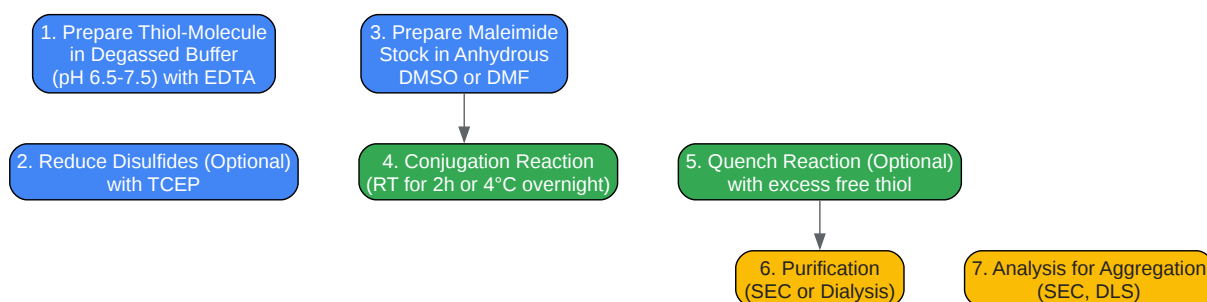 1. Prepare Thiol-Molecule
in Degassed Buffer
(pH 6.5-7.5) with EDTA
3. Prepare Maleimide
Stock in Anhydrous
DMSO or DMF
2. Reduce Disulfides (Optional)
with TCEP
4. Conjugation Reaction
(RT for 2h or 4°C overnight)
5. Quench Reaction (Optional)
with excess free thiol
6. Purification
(SEC or Dialysis)
7. Analysis for Aggregation
(SEC, DLS)